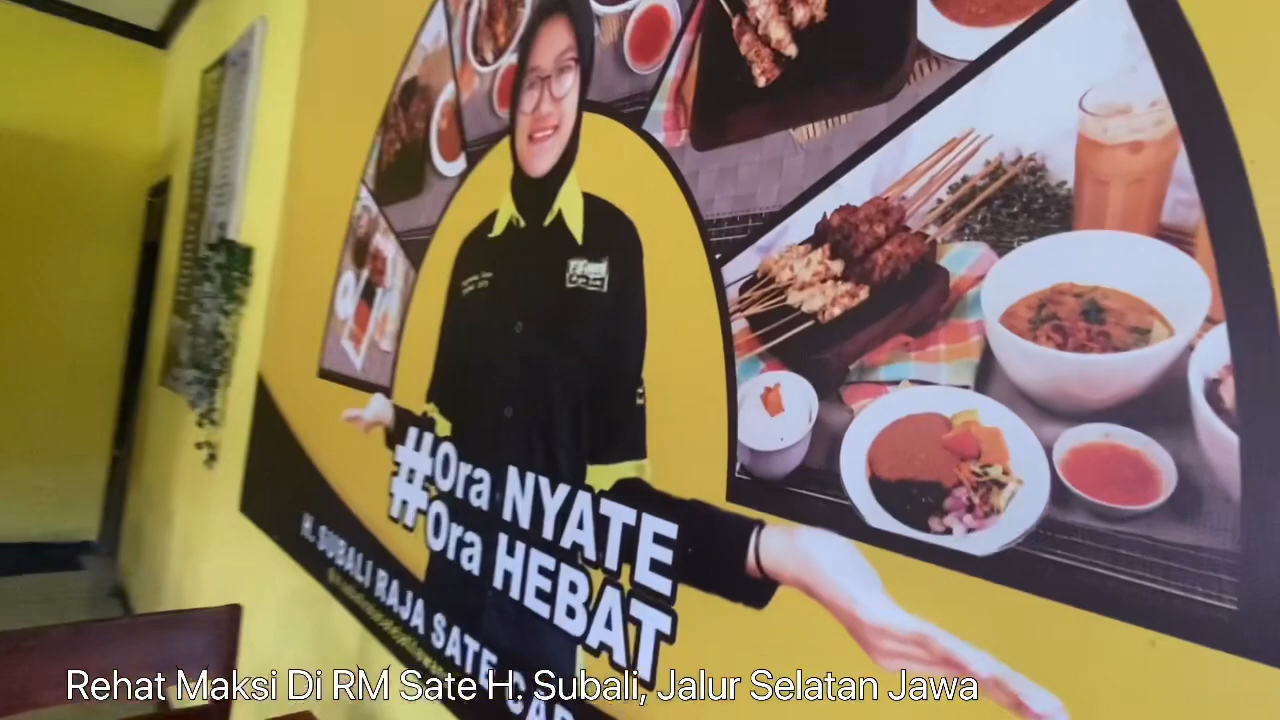 #Ora NYATE
#Ora HEBAT
H. SUBALI RAJA SATE
Rehat Maksi Di RM Sate H. Subali, Jalur Selatan Jawa